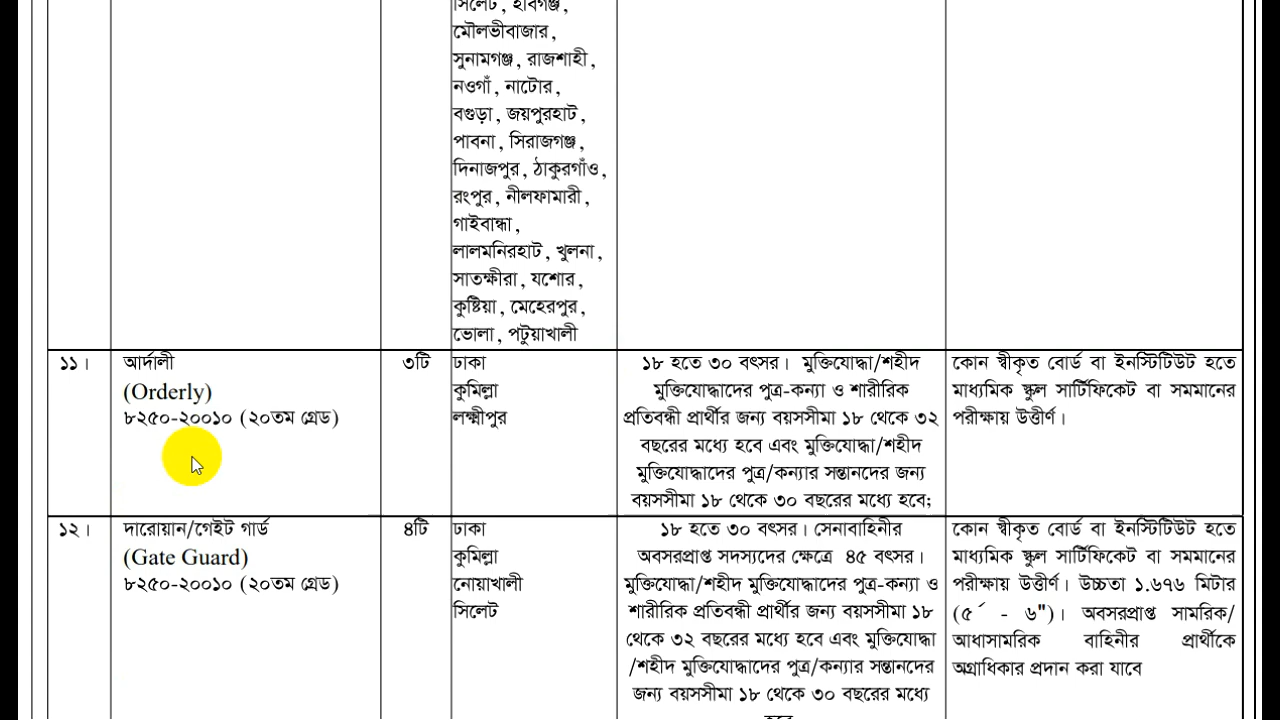 সিলেট, হবিগঞ্জ,
মৌলভীবাজার,
সুনামগঞ্জ, রাজশাহী,
নওগাঁ, নাটোর,
বগুড়া, জয়পুরহাট,
পাবনা, সিরাজগঞ্জ,
দিনাজপুর, ঠাকুরগাঁও,
রংপুর, নীলফামারী,
গাইবান্ধা,
লালমনিরহাট, খুলনা,
সাতক্ষীরা, যশোর,
কুষ্টিয়া, মেহেরপুর,
ভোলা, পটুয়াখালী
১১।
আর্দালী
(Orderly)
৮২৫০-২০০১০ (২০তম গ্রেড)
৩টি
ঢাকা
কুমিল্লা
লক্ষ্মীপুর
১৮ হতে ৩০ বৎসর। মুক্তিযোদ্ধা/শহীদ
মুক্তিযোদ্ধাদের পুত্র-কন্যা ও শারীরিক
প্রতিবন্ধী প্রার্থীর জন্য বয়সসীমা ১৮ থেকে ৩২
বছরের মধ্যে হবে এবং মুক্তিযোদ্ধা/শহীদ
মুক্তিযোদ্ধাদের পুত্র/কন্যার সন্তানদের জন্য
বয়সসীমা ১৮ থেকে ৩০ বছরের মধ্যে হবে;
কোন স্বীকৃত বোর্ড বা ইনস্টিটিউট হতে
মাধ্যমিক স্কুল সার্টিফিকেট বা সমমানের
পরীক্ষায় উত্তীর্ণ।
১২।
দারোয়ান/গেইট গার্ড
(Gate Guard)
৮২৫০-২০০১০ (২০তম গ্রেড)
৪টি
ঢাকা
কুমিল্লা
নোয়াখালী
সিলেট
১৮ হতে ৩০ বৎসর। সেনাবাহিনীর
অবসরপ্রাপ্ত সদস্যদের ক্ষেত্রে ৪৫ বৎসর।
মুক্তিযোদ্ধা/শহীদ মুক্তিযোদ্ধাদের পুত্র-কন্যা ও
শারীরিক প্রতিবন্ধী প্রার্থীর জন্য বয়সসীমা ১৮
থেকে ৩২ বছরের মধ্যে হবে এবং মুক্তিযোদ্ধা
/শহীদ মুক্তিযোদ্ধাদের পুত্র/কন্যার সন্তানদের
জন্য বয়সসীমা ১৮ থেকে ৩০ বছরের মধ্যে
কোন স্বীকৃত বোর্ড বা ইনস্টিটিউট হতে
মাধ্যমিক স্কুল সার্টিফিকেট বা সমমানের
পরীক্ষায় উত্তীর্ণ। উচ্চতা ১.৬৭৬ মিটার
(৫´ - ৬")। অবসরপ্রাপ্ত সামরিক/
আধাসামরিক বাহিনীর প্রার্থীকে
অগ্রাধিকার প্রদান করা যাবে